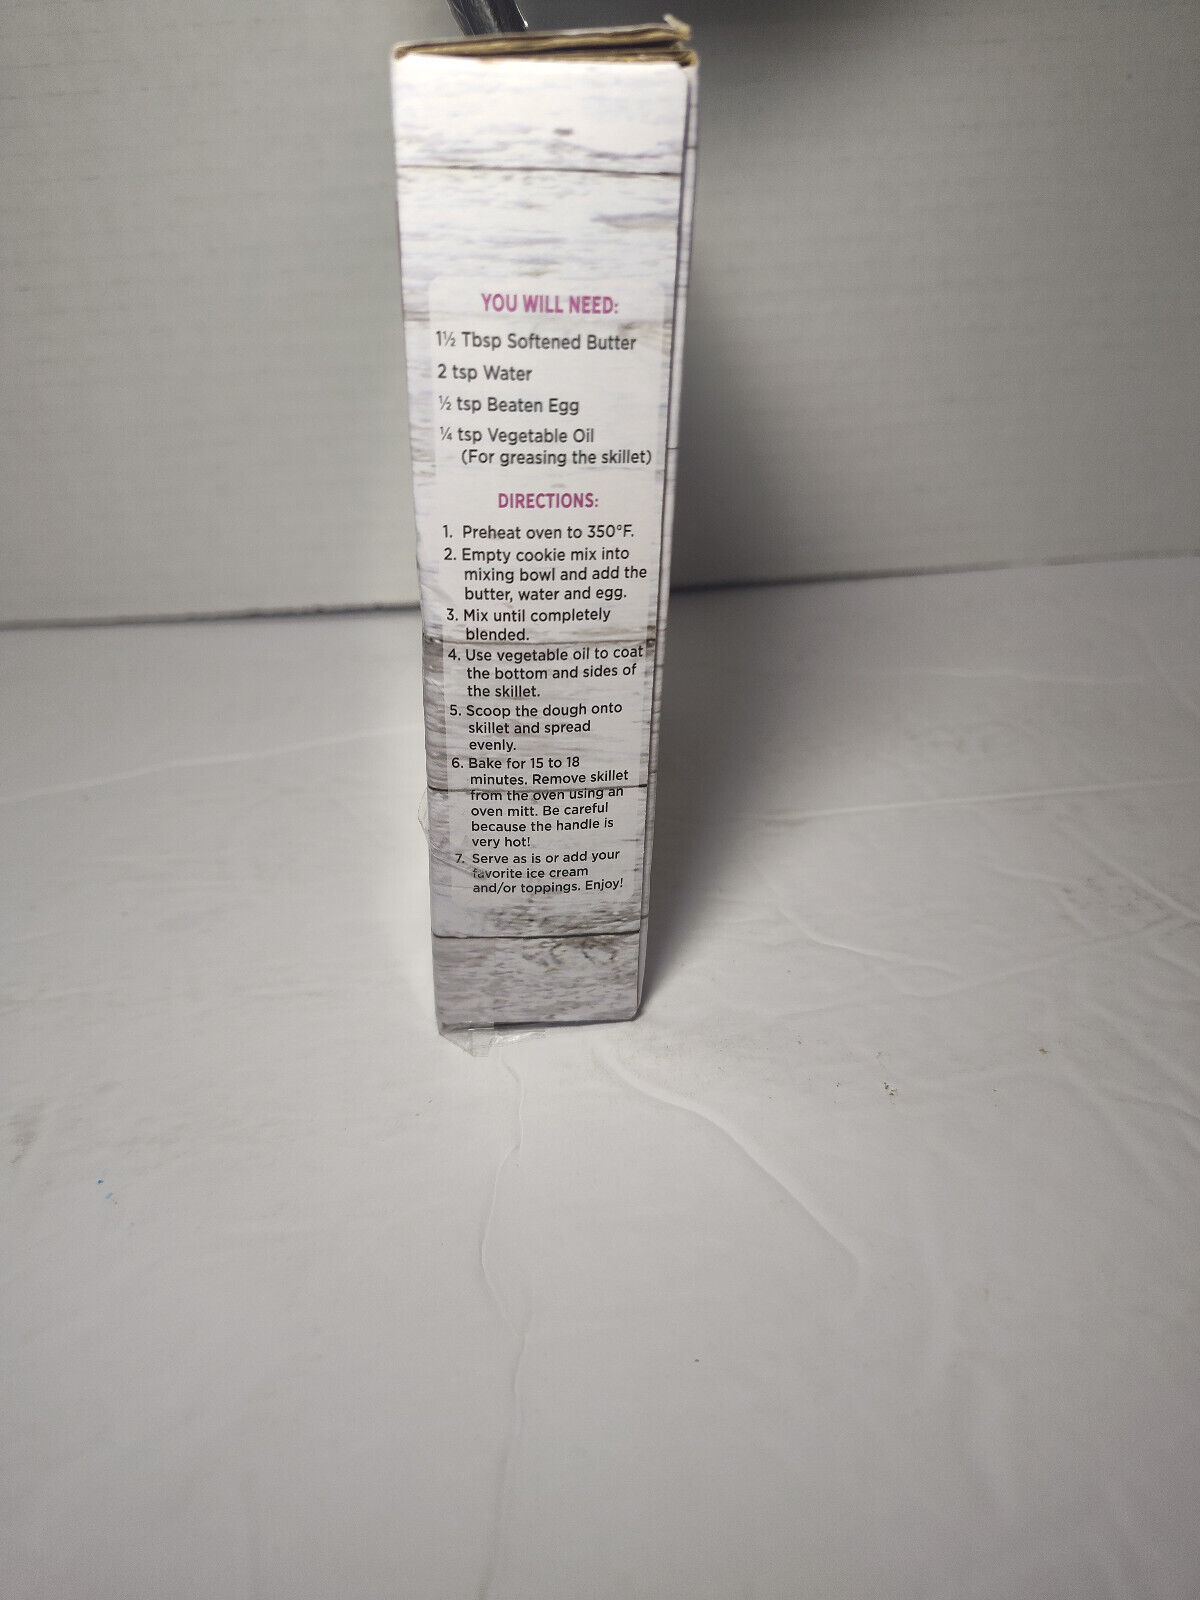 YOU WILL NEED:
1½ Tbsp Softened Butter
2 tsp Water
½ tsp Beaten Egg
¼ tsp Vegetable Oil
(For greasing the skillet)
DIRECTIONS:
1. Preheat oven to 350°F.
2. Empty cookie mix into
mixing bowl and add the
butter, water and egg.
3. Mix until completely
blended.
4. Use vegetable oil to coat
the bottom and sides of
the skillet.
5. Scoop the dough onto
skillet and spread
evenly.
6. Bake for 15 to 18
minutes. Remove skillet
from the oven using an
oven mitt. Be careful
because the handle is
very hot!
7. Serve as is or add your
favorite ice cream
and/or toppings. Enjoy!